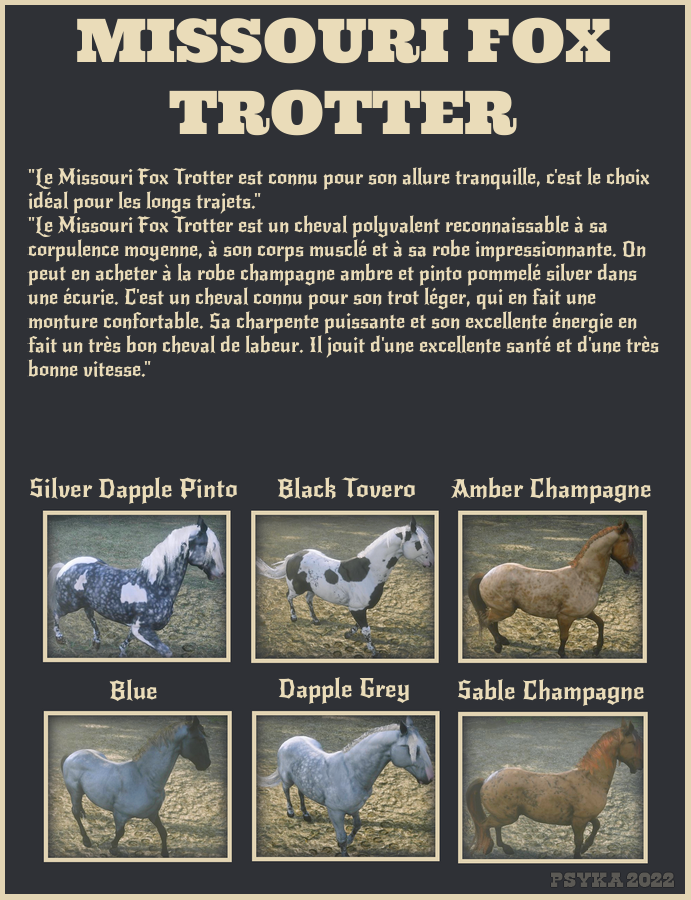 MISSOURI FOX
TROTTER
"Le Missouri Fox Trotter est connu pour son allure tranquille, c'est le choix
idéal pour les longs trajets."
"Le Missouri Fox Trotter est un cheval polyvalent reconnaissable à sa
corpulence moyenne, à son corps musclé et à sa robe impressionnante. On
peut en acheter à la robe champagne ambre et pinto pommelé silver dans
une écurie. C'est un cheval connu pour son trot léger, qui en fait une
monture confortable. Sa charpente puissante et son excellente énergie en
fait un très bon cheval de labeur. Il jouit d'une excellente santé et d'une très
bonne vitesse."
Silver Dapple Pinto
Black Tovero
Amber Champagne
Blue
Dapple Grey
Sable Champagne
PSYKA 2022